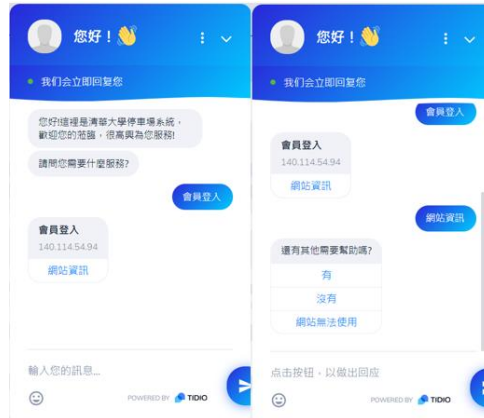 您好！👋
我们会立即回复您
您好!這裡是清華大學停車場系統，
歡迎您的蒞臨，很高興為您服務!
請問您需要什麼服務?
會員登入
會員登入
140.114.54.94
網站資訊
輸入您的訊息...
POWERED BY TIDIO
您好！👋
我们会立即回复您
會員登入
會員登入
140.114.54.94
網站資訊
網站資訊
還有其他需要幫助嗎?
有
沒有
網站無法使用
点击按钮，以做出回应
POWERED BY TIDIO